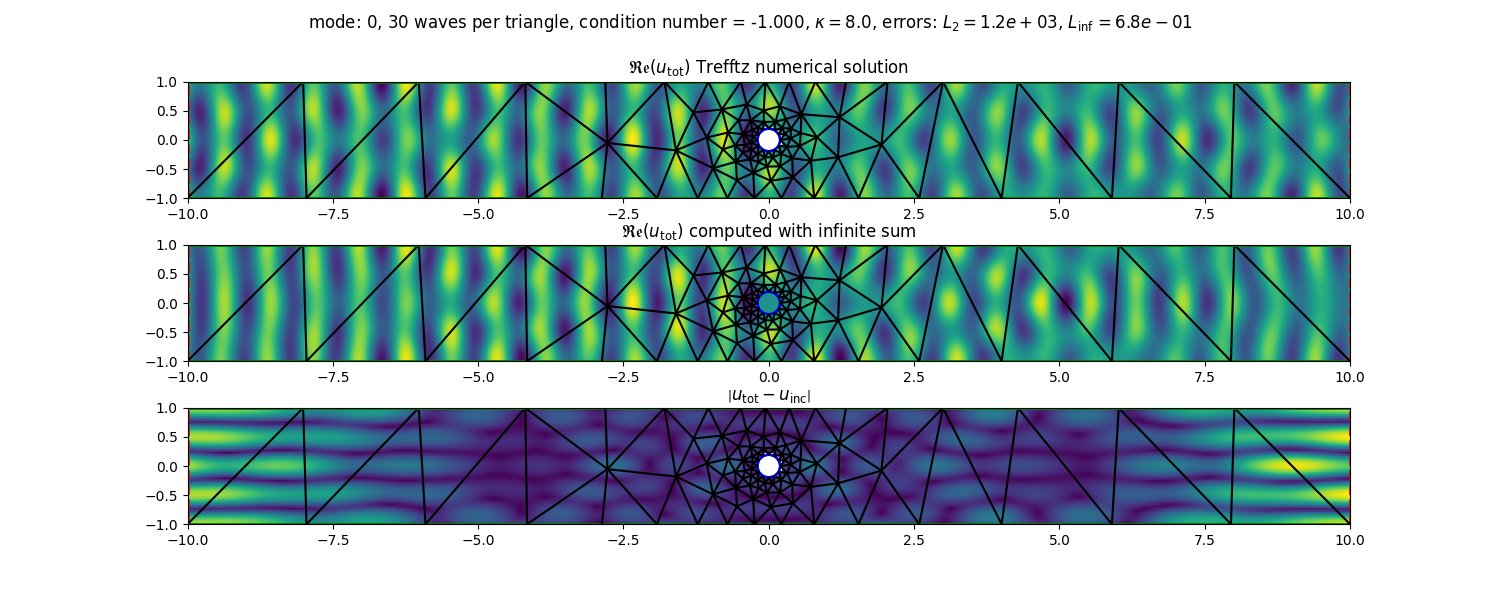 mode: 0, 30 waves per triangle, condition number = -1.000, κ = 8.0, errors: L₂ = 1.2e + 03, L_inf = 6.8e − 01
ℜ𝔢(u_tot) Trefftz numerical solution
1.0
0.5
0.0
−0.5
−1.0
−10.0 −7.5 −5.0 −2.5 0.0 2.5 5.0 7.5 10.0
ℜ𝔢(u_tot) computed with infinite sum
1.0
0.5
0.0
−0.5
−1.0
−10.0 −7.5 −5.0 −2.5 0.0 2.5 5.0 7.5 10.0
|u_tot − u_inc|
1.0
0.5
0.0
−0.5
−1.0
−10.0 −7.5 −5.0 −2.5 0.0 2.5 5.0 7.5 10.0